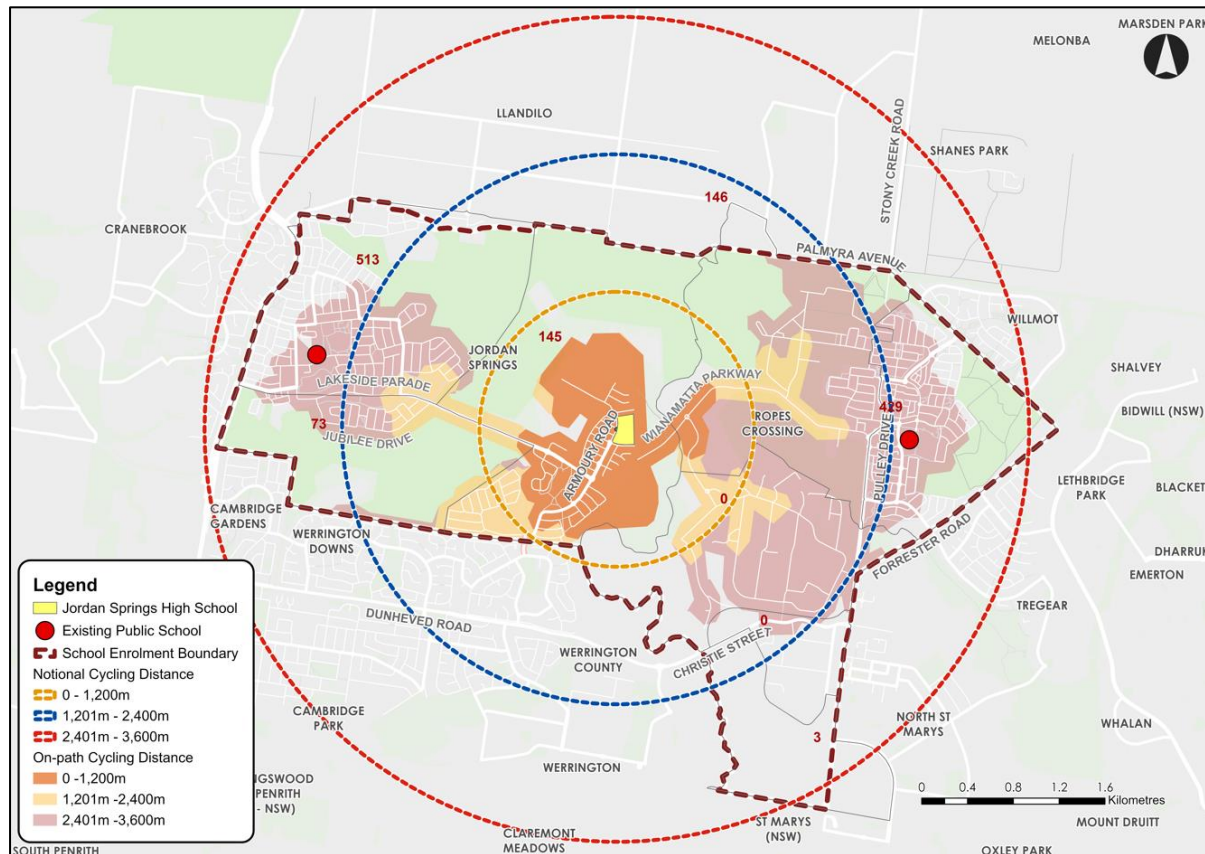 MARSDEN PARK
MELONBA
LLANDILO
STONY CREEK ROAD
SHANES PARK
146
CRANEBROOK
PALMYRA AVENUE
513
WILLMOT
145
JORDAN
SPRINGS
SHALVEY
LAKESIDE PARADE
WIANAMATTA PARKWAY
429
BIDWILL (NSW)
73
JUBILEE DRIVE
ARMOURY ROAD
ROPES
CROSSING
PULLEY DRIVE
LETHBRIDGE
PARK
BLACKET
0
CAMBRIDGE
GARDENS
WERRINGTON
DOWNS
FORRESTER ROAD
DHARRUK
EMERTON
TREGEAR
DUNHEVED ROAD
0
WERRINGTON
COUNTY
CHRISTIE STREET
CAMBRIDGE
PARK
NORTH ST
MARYS
WHALAN
3
WERRINGTON
NGSWOOD
PENRITH
- NSW)
ST MARYS
(NSW)
MOUNT DRUITT
CLAREMONT
MEADOWS
SOUTH PENRITH
OXLEY PARK
Legend
Jordan Springs High School
Existing Public School
School Enrolment Boundary
Notional Cycling Distance
0 - 1,200m
1,201m - 2,400m
2,401m - 3,600m
On-path Cycling Distance
0 -1,200m
1,201m -2,400m
2,401m -3,600m
0 0.4 0.8 1.2 1.6
Kilometres